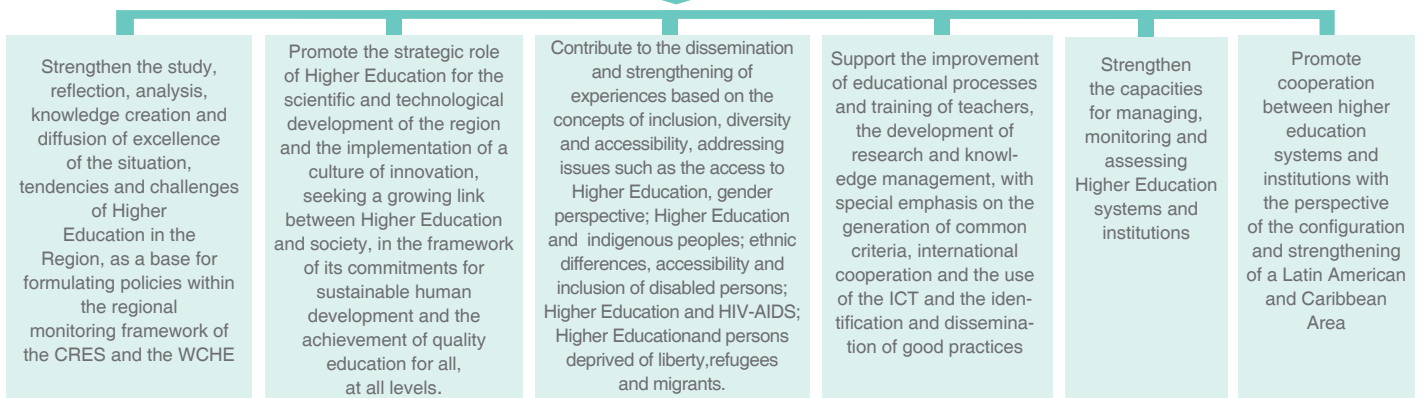 Strengthen the study,
reflection, analysis,
knowledge creation and
diffusion of excellence
of the situation,
tendencies and challenges
of Higher
Education in the
Region, as a base for
formulating policies within
the regional
monitoring framework of
the CRES and the WCHE
Promote the strategic role
of Higher Education for the
scientific and technological
development of the region
and the implementation of a
culture of innovation,
seeking a growing link
between Higher Education
and society, in the framework
of its commitments for
sustainable human
development and the
achievement of quality
education for all,
at all levels.
Contribute to the dissemination
and strengthening of
experiences based on the
concepts of inclusion, diversity
and accessibility, addressing
issues such as the access to
Higher Education, gender
perspective; Higher Education
and indigenous peoples; ethnic
differences, accessibility and
inclusion of disabled persons;
Higher Education and HIV-AIDS;
Higher Educationand persons
deprived of liberty,refugees
and migrants.
Support the improvement
of educational processes
and training of teachers,
the development of
research and knowl-
edge management, with
special emphasis on the
generation of common
criteria, international
cooperation and the use
of the ICT and the iden-
tification and dissemina-
tion of good practices
Strengthen
the capacities
for managing,
monitoring and
assessing
Higher Education
systems and
institutions
Promote
cooperation
between higher
education
systems and
institutions with
the perspective
of the configuration
and strengthening
of a Latin American
and Caribbean
Area